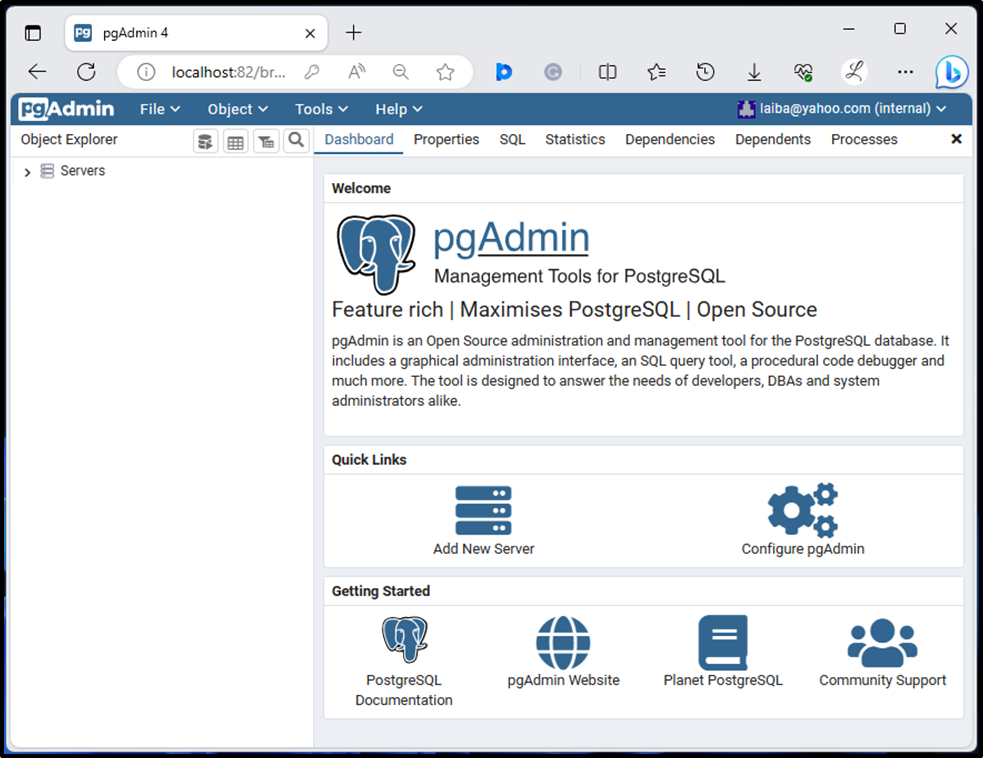 pgAdmin 4
localhost:82/br...
pgAdmin
File
Object
Tools
Help
laiba@yahoo.com (internal)
Object Explorer
Dashboard
Properties
SQL
Statistics
Dependencies
Dependents
Processes
Servers
Welcome
pgAdmin
Management Tools for PostgreSQL
Feature rich | Maximises PostgreSQL | Open Source
pgAdmin is an Open Source administration and management tool for the PostgreSQL database. It
includes a graphical administration interface, an SQL query tool, a procedural code debugger and
much more. The tool is designed to answer the needs of developers, DBAs and system
administrators alike.
Quick Links
Add New Server
Configure pgAdmin
Getting Started
PostgreSQL
Documentation
pgAdmin Website
Planet PostgreSQL
Community Support